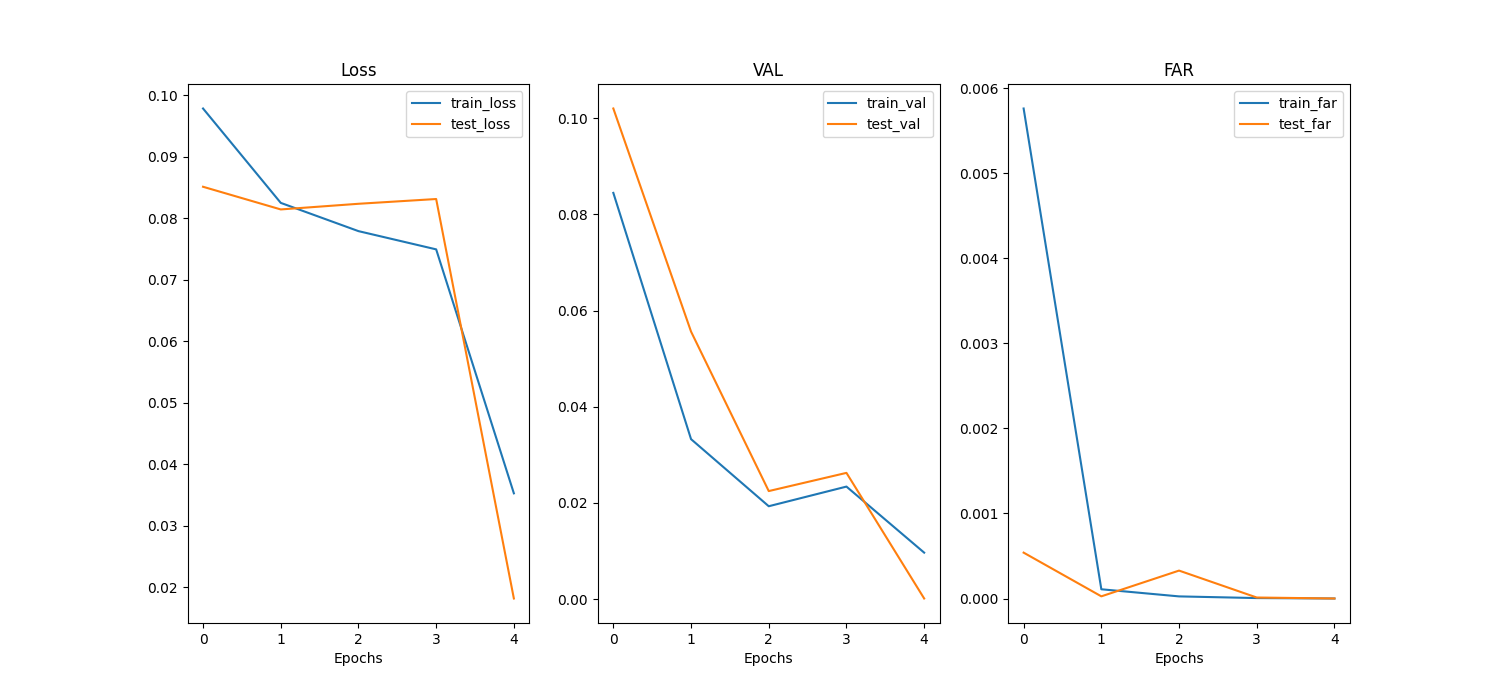 Loss
0.10
0.09
0.08
0.07
0.06
0.05
0.04
0.03
0.02
0 1 2 3 4
Epochs
train_loss
test_loss
VAL
0.10
0.08
0.06
0.04
0.02
0.00
0 1 2 3 4
Epochs
train_val
test_val
FAR
0.006
0.005
0.004
0.003
0.002
0.001
0.000
0 1 2 3 4
Epochs
train_far
test_far